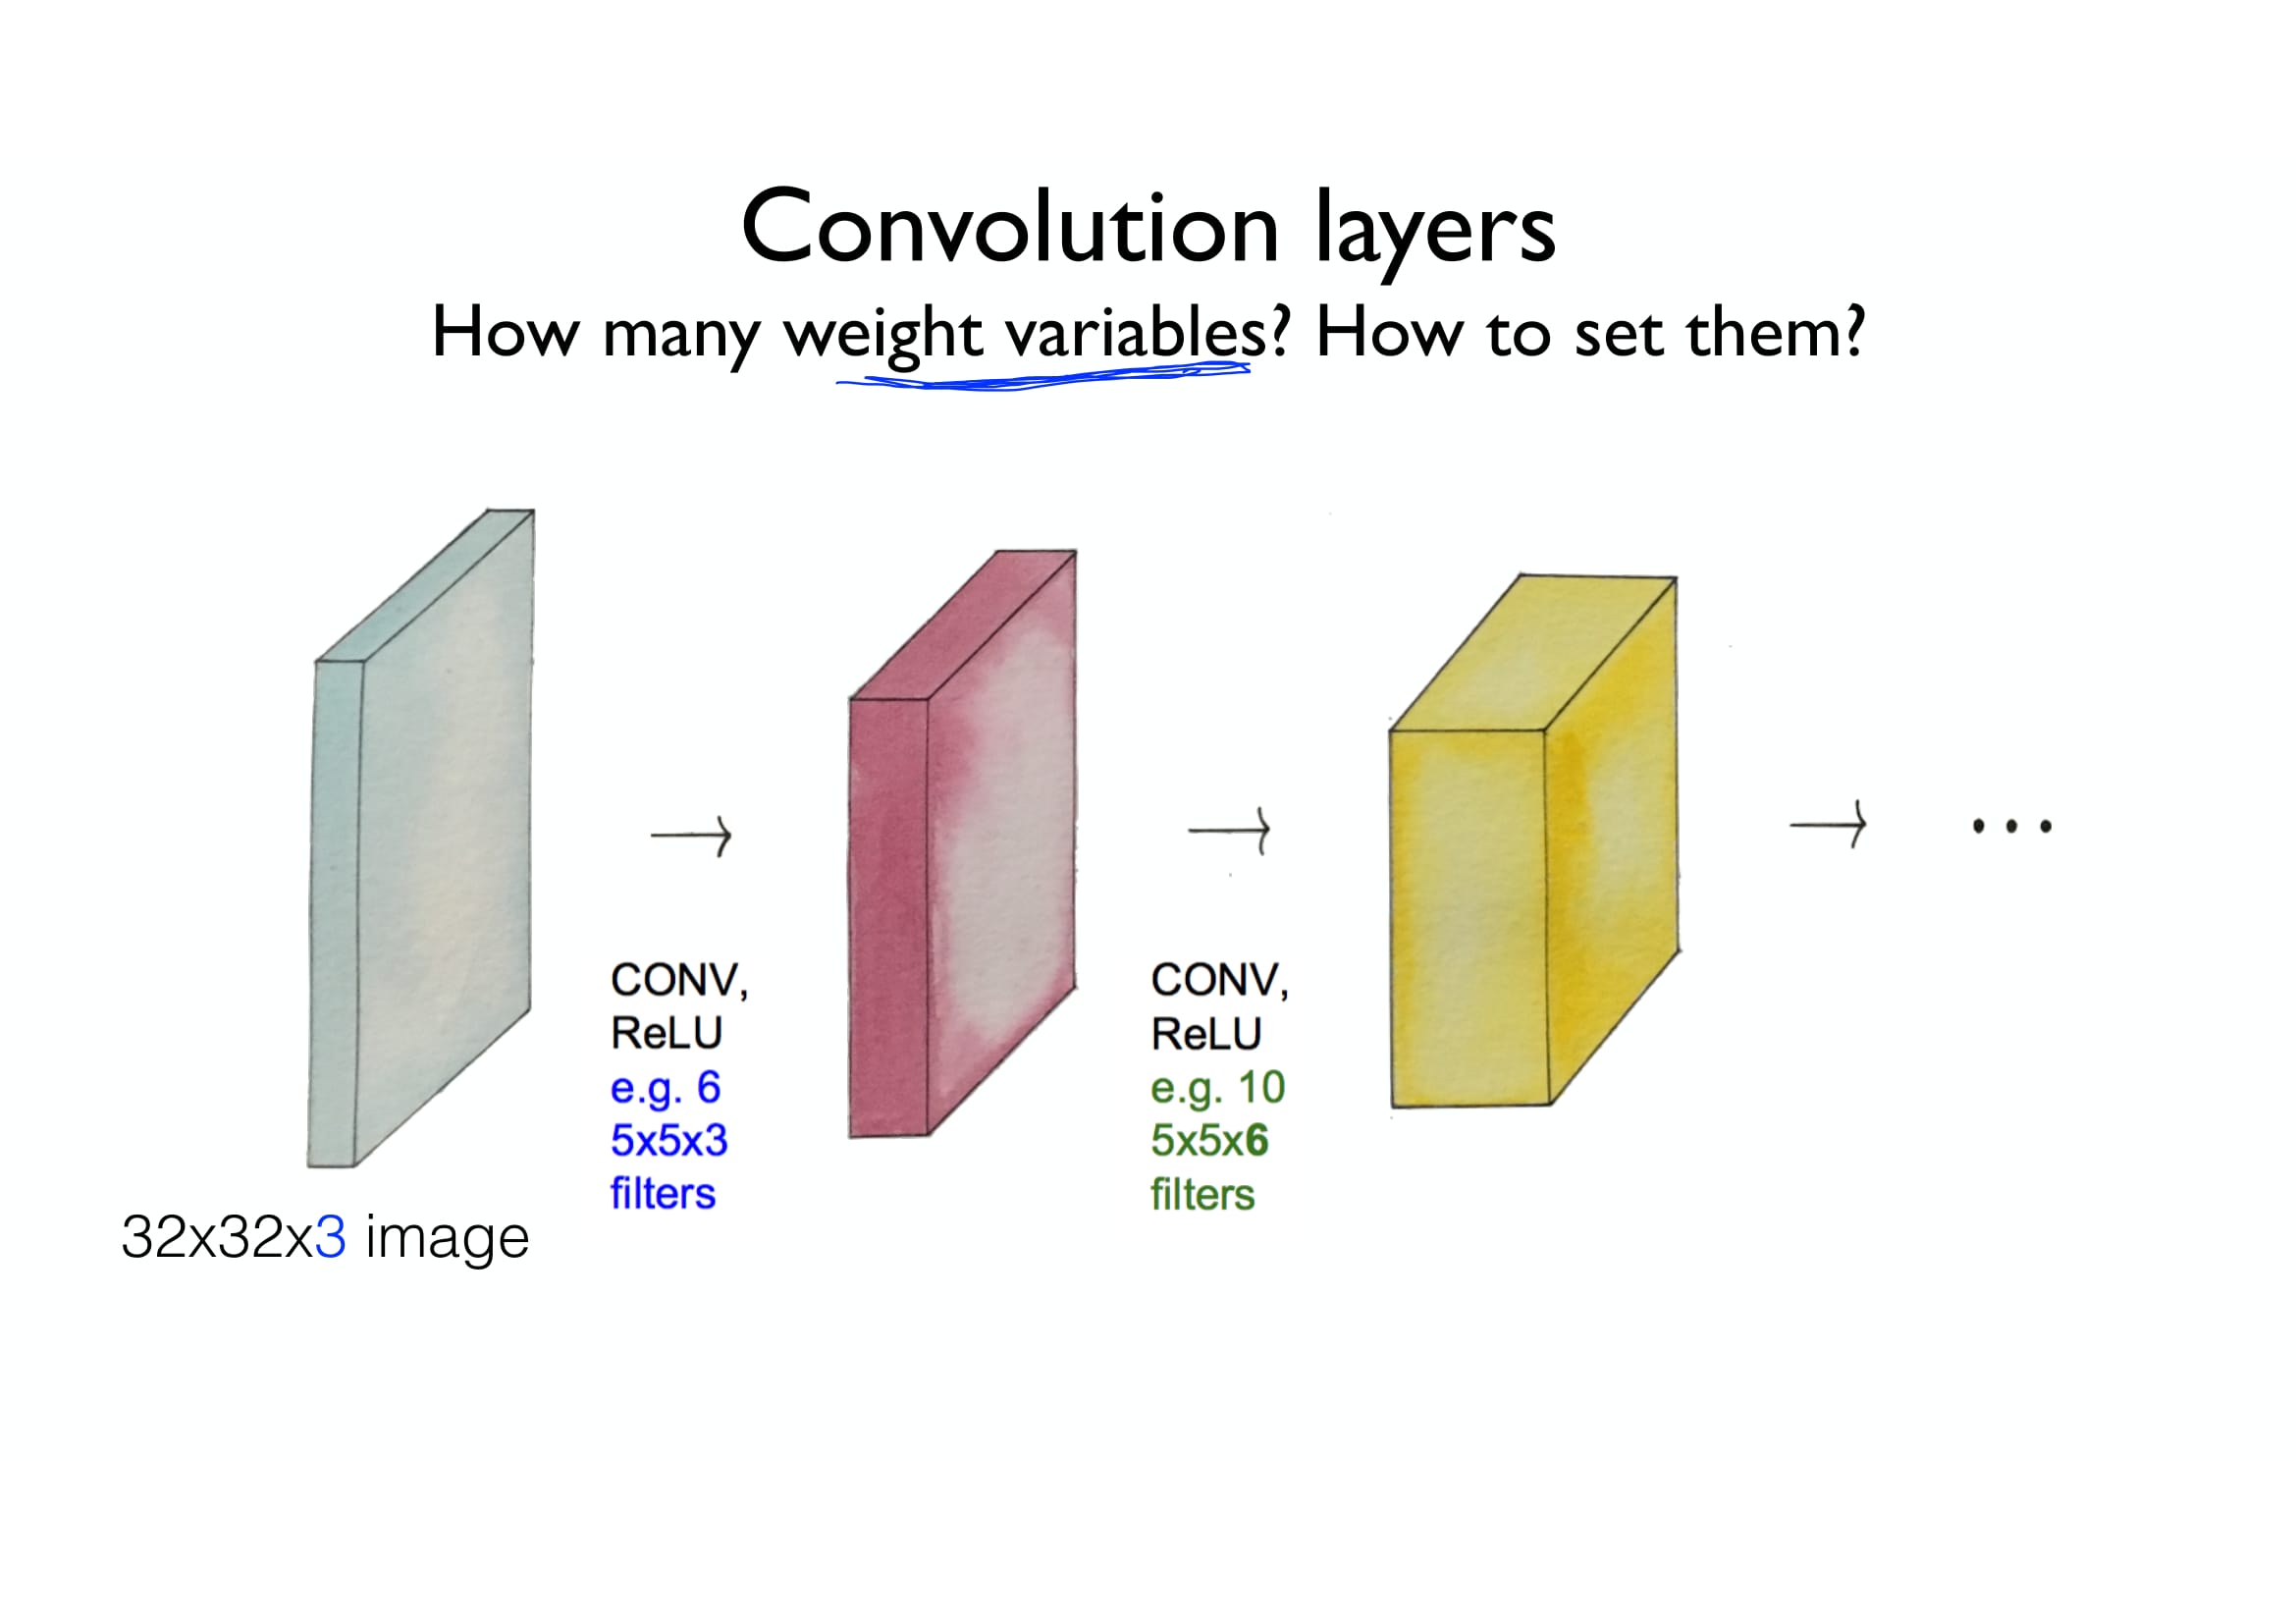 Convolution layers
How many weight variables? How to set them?
CONV,
ReLU
e.g. 6
5x5x3
filters
CONV,
ReLU
e.g. 10
5x5x6
filters
32x32x3 image